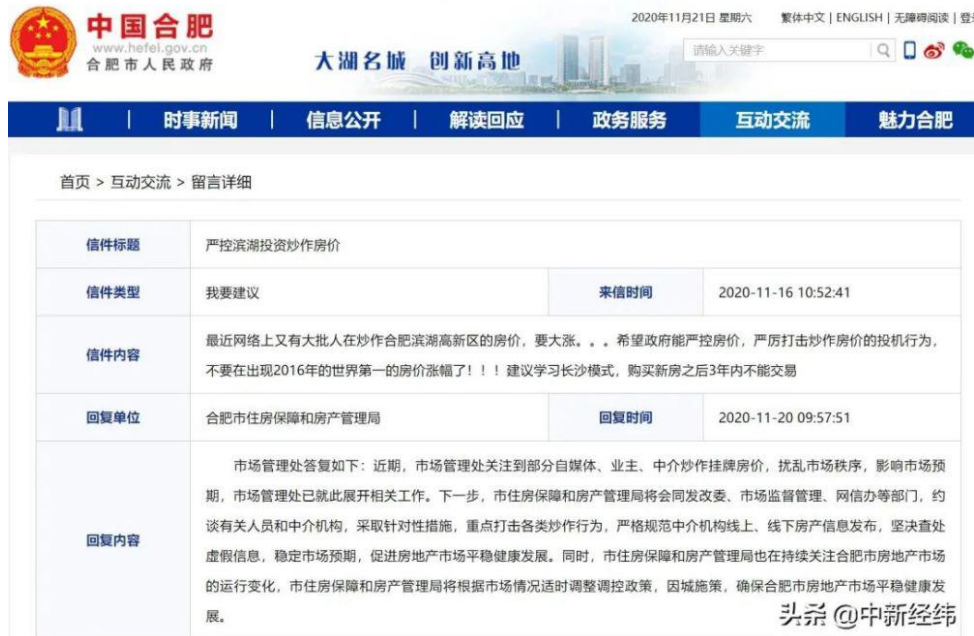 中国合肥
www.hefei.gov.cn
合肥市人民政府
大湖名城 创新高地
2020年11月21日 星期六 繁体中文 | ENGLISH | 无障碍阅读 |
请输入关键字
时事新闻 | 信息公开 | 解读回应 | 政务服务 互动交流 魅力合肥
首页 > 互动交流 > 留言详细
信件标题 严控滨湖投资炒作房价
信件类型 我要建议 来信时间 2020-11-16 10:52:41
信件内容
最近网络上又有大批人在炒作合肥滨湖高新区的房价，要大涨。。。希望政府能严控房价，严厉打击炒作房价的投机行为，
不要在出现2016年的世界第一的房价涨幅了！！！建议学习长沙模式，购买新房之后3年内不能交易
回复单位 合肥市住房保障和房产管理局 回复时间 2020-11-20 09:57:51
回复内容
市场管理处答复如下：近期，市场管理处关注到部分自媒体、业主、中介炒作挂牌房价，扰乱市场秩序，影响市场预
期，市场管理处已就此展开相关工作。下一步，市住房保障和房产管理局将会同发改委、市场监督管理、网信办等部门，约
谈有关人员和中介机构，采取针对性措施，重点打击各类炒作行为，严格规范中介机构线上、线下房产信息发布，坚决查处
虚假信息，稳定市场预期，促进房地产市场平稳健康发展。同时，市住房保障和房产管理局也在持续关注合肥市房地产市场
的运行变化，市住房保障和房产管理局将根据市场情况适时调整调控政策，因城施策，确保合肥市房地产市场平稳健康发
展。
头条 @中新经纬